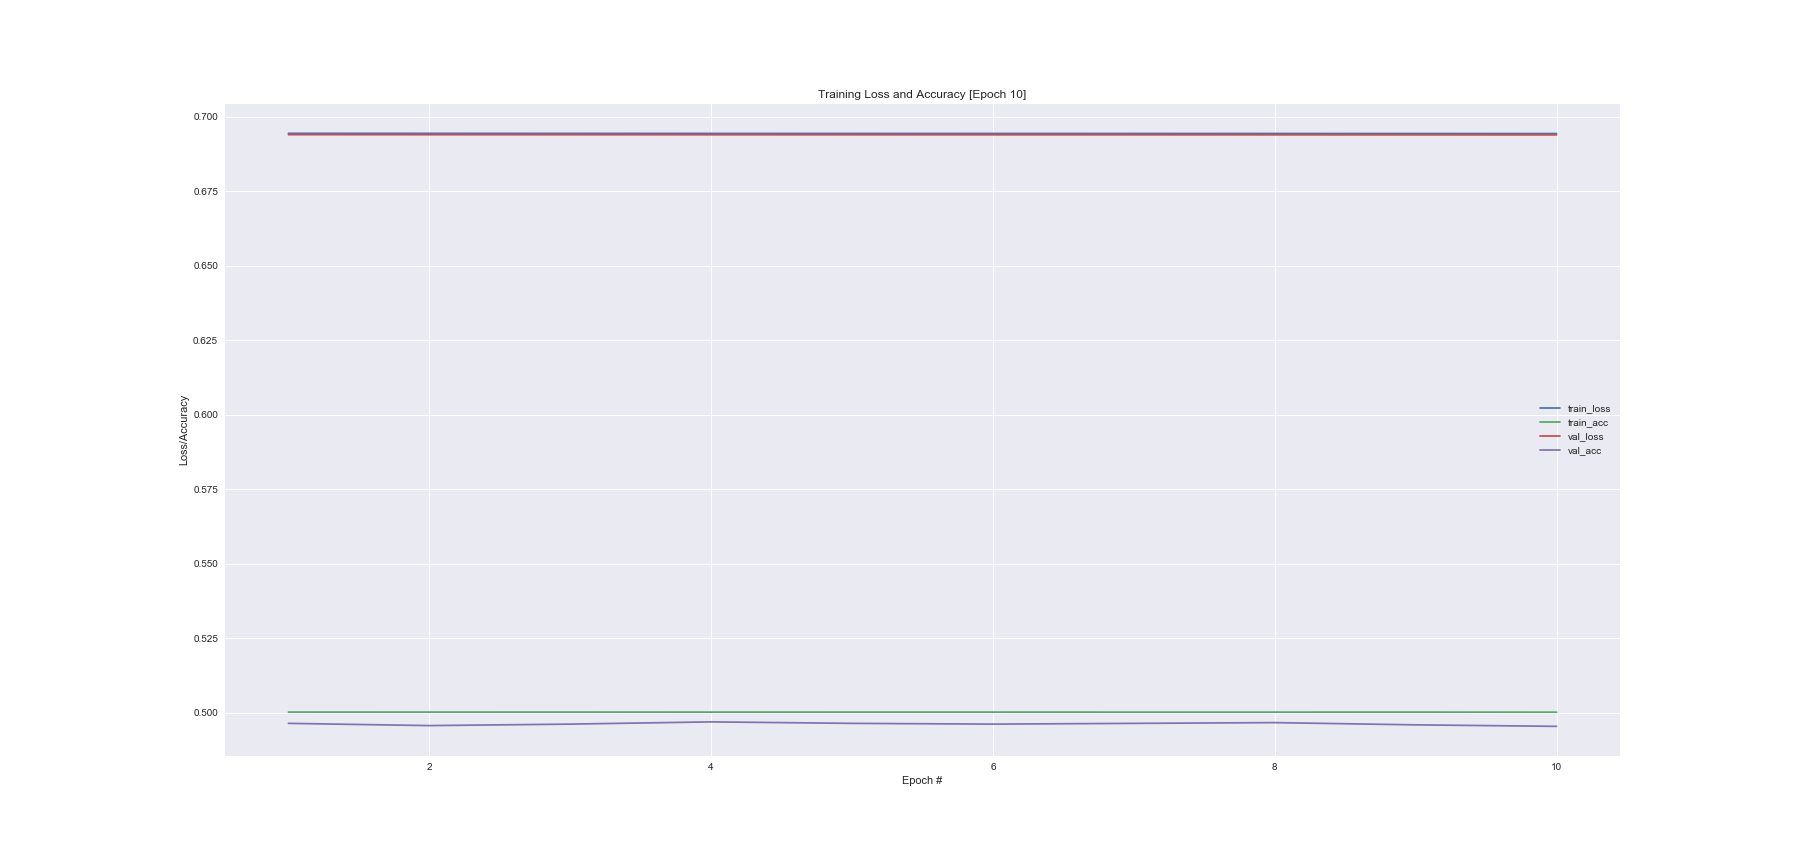 Training Loss and Accuracy [Epoch 10]
0.700
0.675
0.650
0.625
0.600
0.575
0.550
0.525
0.500
Loss/Accuracy
train_loss
train_acc
val_loss
val_acc
2 4 6 8 10
Epoch #